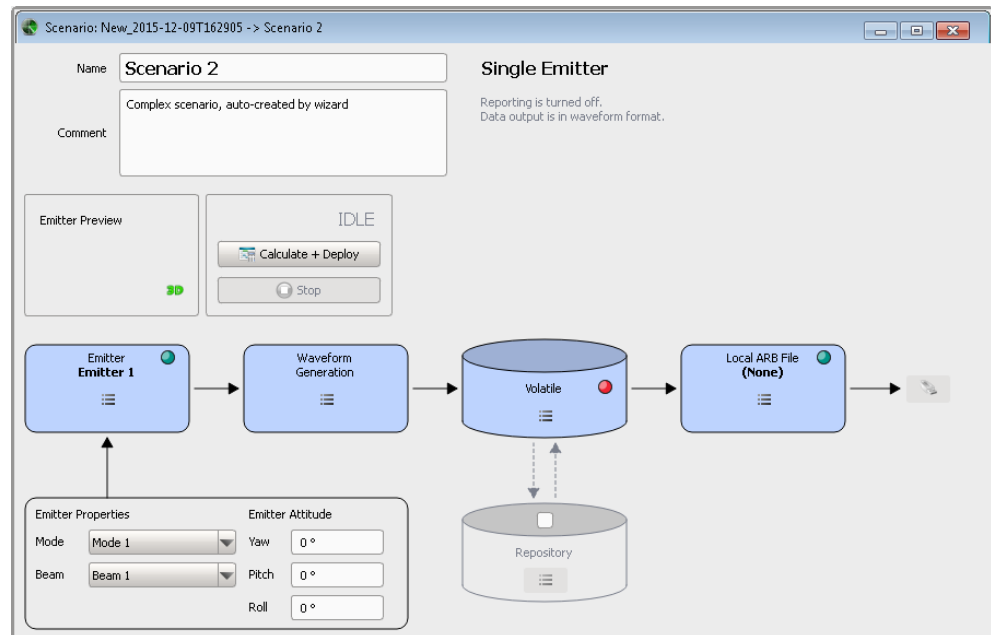 Scenario: New_2015-12-09T162905 -> Scenario 2
Name
Scenario 2
Single Emitter
Comment
Complex scenario, auto-created by wizard
Reporting is turned off.
Data output is in waveform format.
Emitter Preview
3D
IDLE
Calculate + Deploy
Stop
Emitter
Emitter 1
Waveform
Generation
Volatile
Local ARB File
(None)
Emitter Properties
Emitter Attitude
Mode
Mode 1
Yaw
0 °
Beam
Beam 1
Pitch
0 °
Roll
0 °
Repository